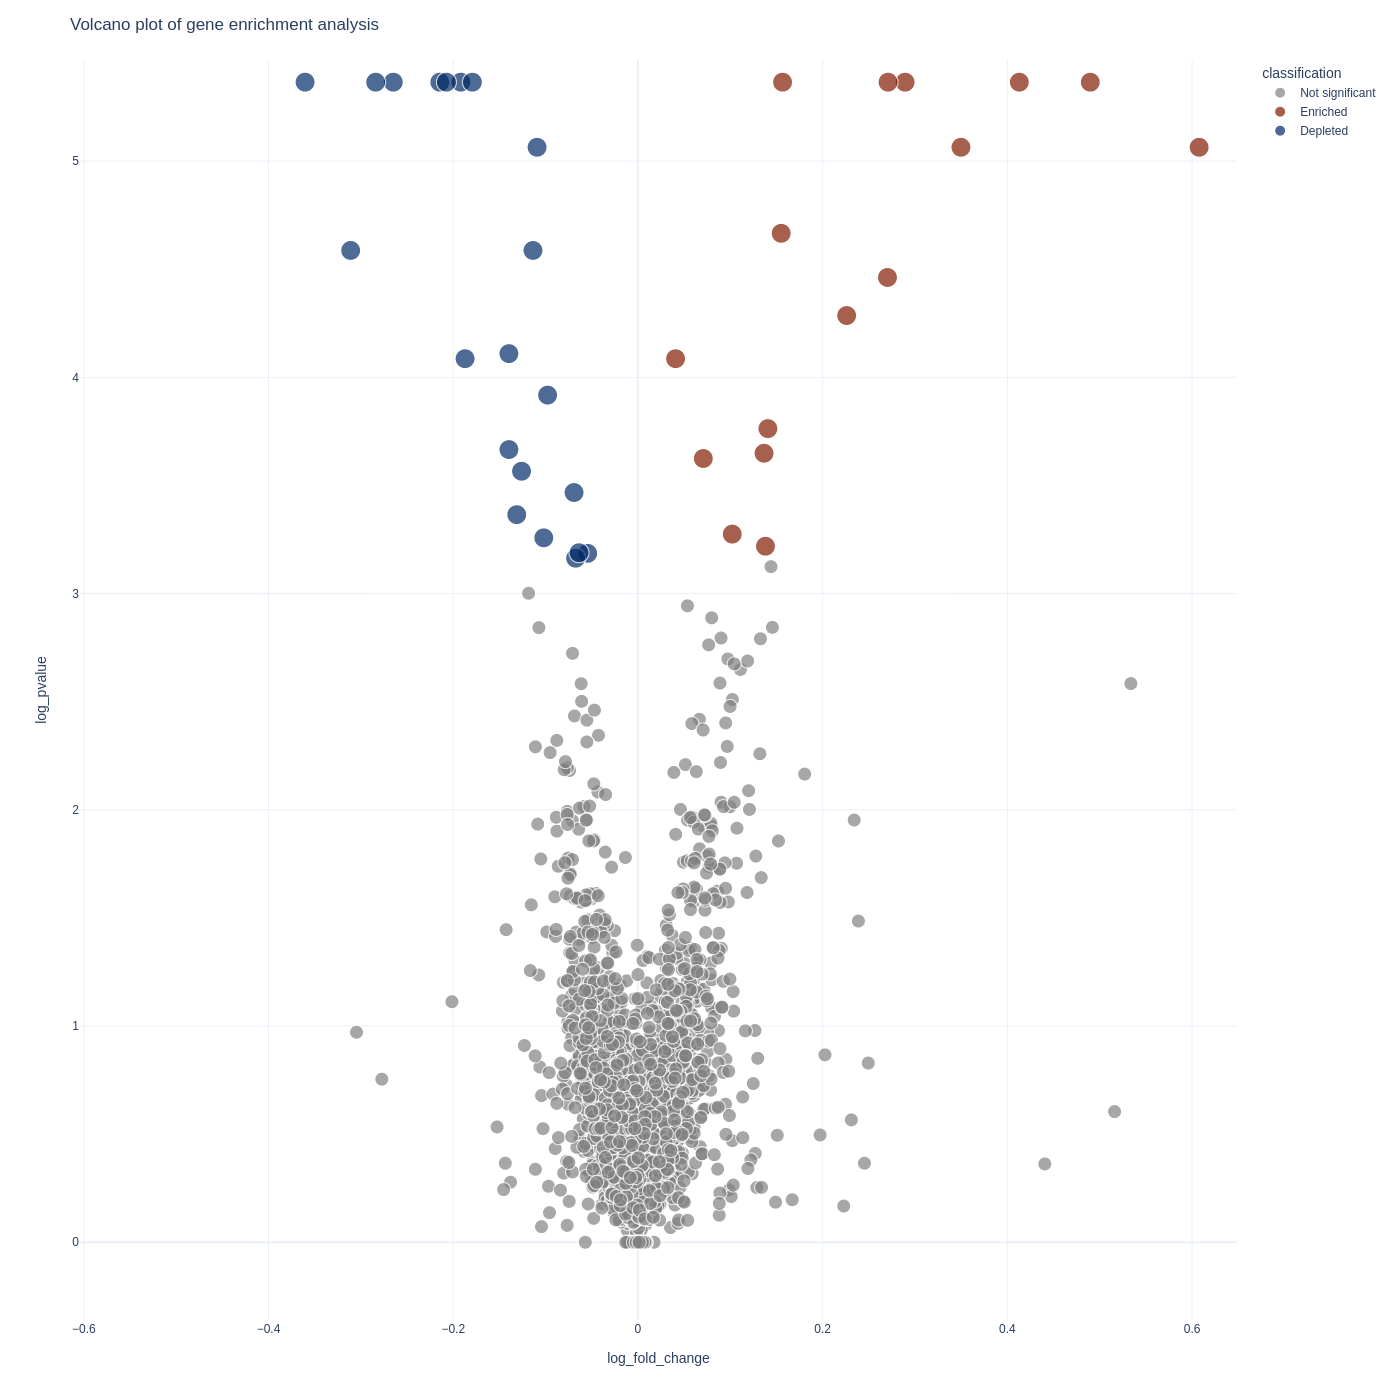 Volcano plot of gene enrichment analysis
classification
Not significant
Enriched
Depleted
5
4
3
2
1
0
log_pvalue
−0.6
−0.4
−0.2
0
0.2
0.4
0.6
log_fold_change